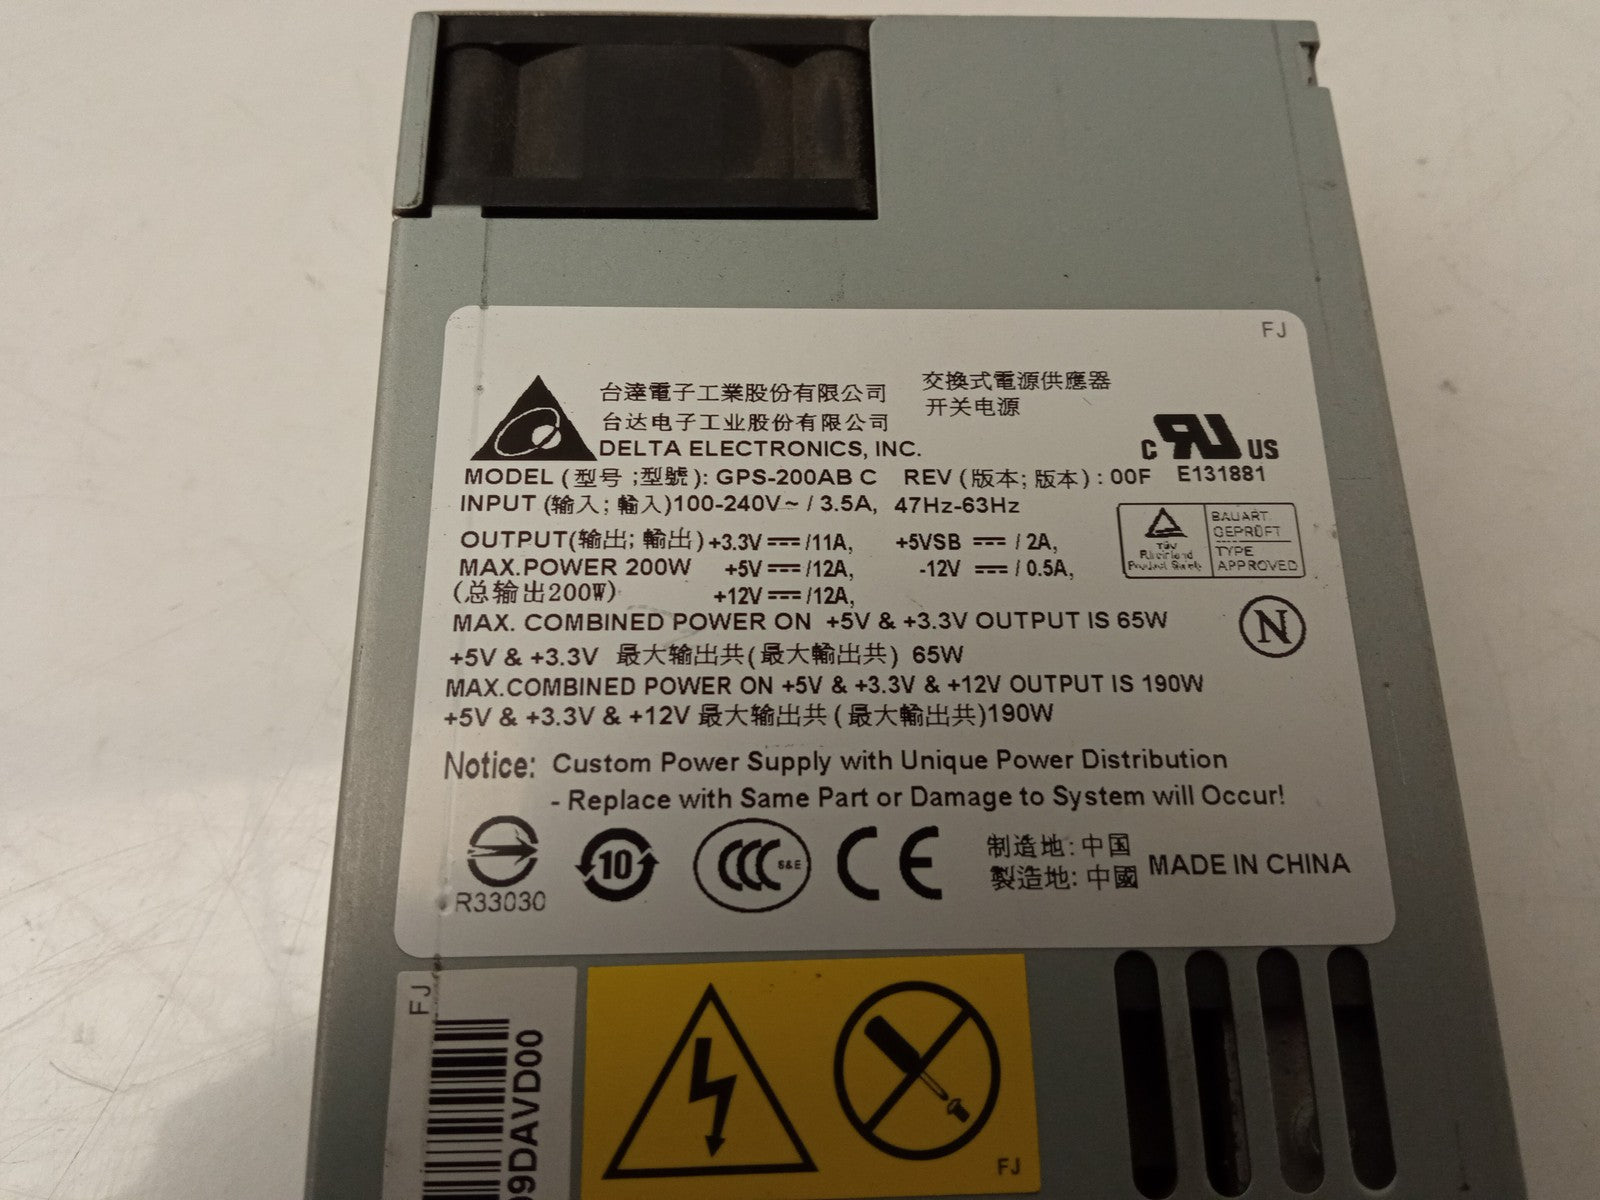 FJ
台達電子工業股份有限公司
交換式電源供應器
台达电子工业股份有限公司
开关电源
DELTA ELECTRONICS, INC.
C UR US
MODEL (型号 ;型號): GPS-200AB C REV (版本; 版本) : 00F E131881
INPUT (输入; 輸入)100-240V~ / 3.5A, 47Hz-63Hz
OUTPUT(输出; 輸出) +3.3V ⎓ /11A, +5VSB ⎓ / 2A,
MAX.POWER 200W +5V ⎓ /12A, -12V ⎓ / 0.5A,
(总输出200W) +12V ⎓ /12A,
TÜV
Rheinland
Product Safety
BAUART
GEPRÜFT
TYPE
APPROVED
N
MAX. COMBINED POWER ON +5V & +3.3V OUTPUT IS 65W
+5V & +3.3V 最大输出共(最大輸出共) 65W
MAX.COMBINED POWER ON +5V & +3.3V & +12V OUTPUT IS 190W
+5V & +3.3V & +12V 最大输出共 (最大輸出共)190W
Notice: Custom Power Supply with Unique Power Distribution
- Replace with Same Part or Damage to System will Occur!
R33030
10
CCC S&E
CE
制造地: 中国
製造地: 中國
MADE IN CHINA
FJ
99DAVD00
FJ